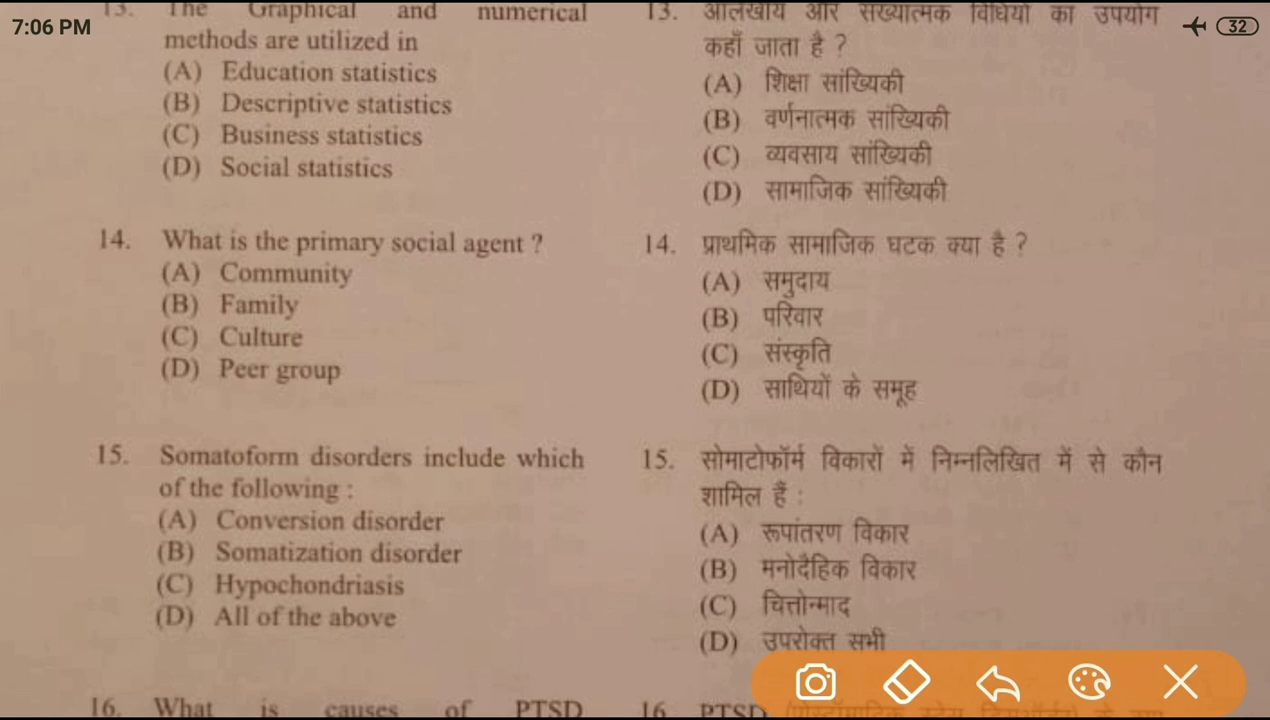 7:06 PM
32
13. The Graphical and numerical
methods are utilized in
(A) Education statistics
(B) Descriptive statistics
(C) Business statistics
(D) Social statistics
14. What is the primary social agent ?
(A) Community
(B) Family
(C) Culture
(D) Peer group
15. Somatoform disorders include which
of the following :
(A) Conversion disorder
(B) Somatization disorder
(C) Hypochondriasis
(D) All of the above
16. What is causes of PTSD
13. आलेखीय और संख्यात्मक विधियों का उपयोग
कहाँ जाता है ?
(A) शिक्षा सांख्यिकी
(B) वर्णनात्मक सांख्यिकी
(C) व्यवसाय सांख्यिकी
(D) सामाजिक सांख्यिकी
14. प्राथमिक सामाजिक घटक क्या है ?
(A) समुदाय
(B) परिवार
(C) संस्कृति
(D) साथियों के समूह
15. सोमाटोफॉर्म विकारों में निम्नलिखित में से कौन
शामिल हैं :
(A) रूपांतरण विकार
(B) मनोदैहिक विकार
(C) चित्तोन्माद
(D) उपरोक्त सभी
16. PTSD